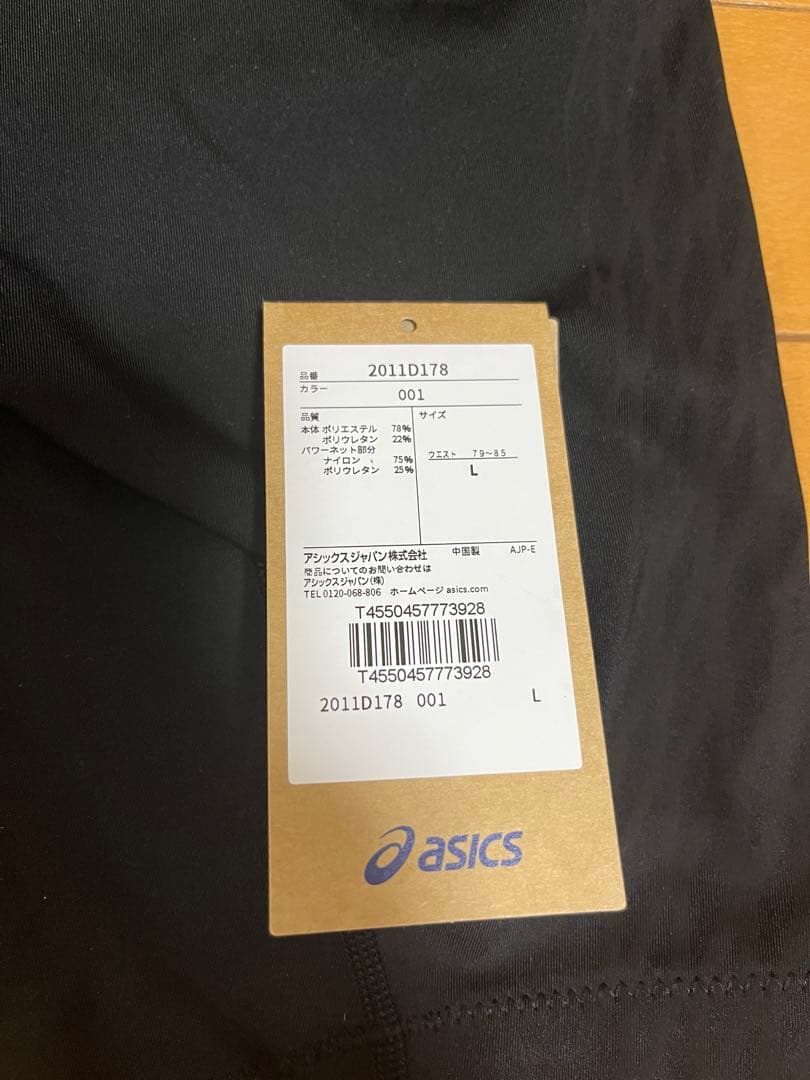 品番 2011D178
カラー 001
品質
本体 ポリエステル 78%
ポリウレタン 22%
パワーネット部分
ナイロン 75%
ポリウレタン 25%
サイズ
ウエスト 79〜85
L
アシックスジャパン株式会社 中国製 AJP-E
商品についてのお問い合わせは
アシックスジャパン(株)
TEL 0120-068-806 ホームページ asics.com
T4550457773928
T4550457773928
2011D178 001 L
asics